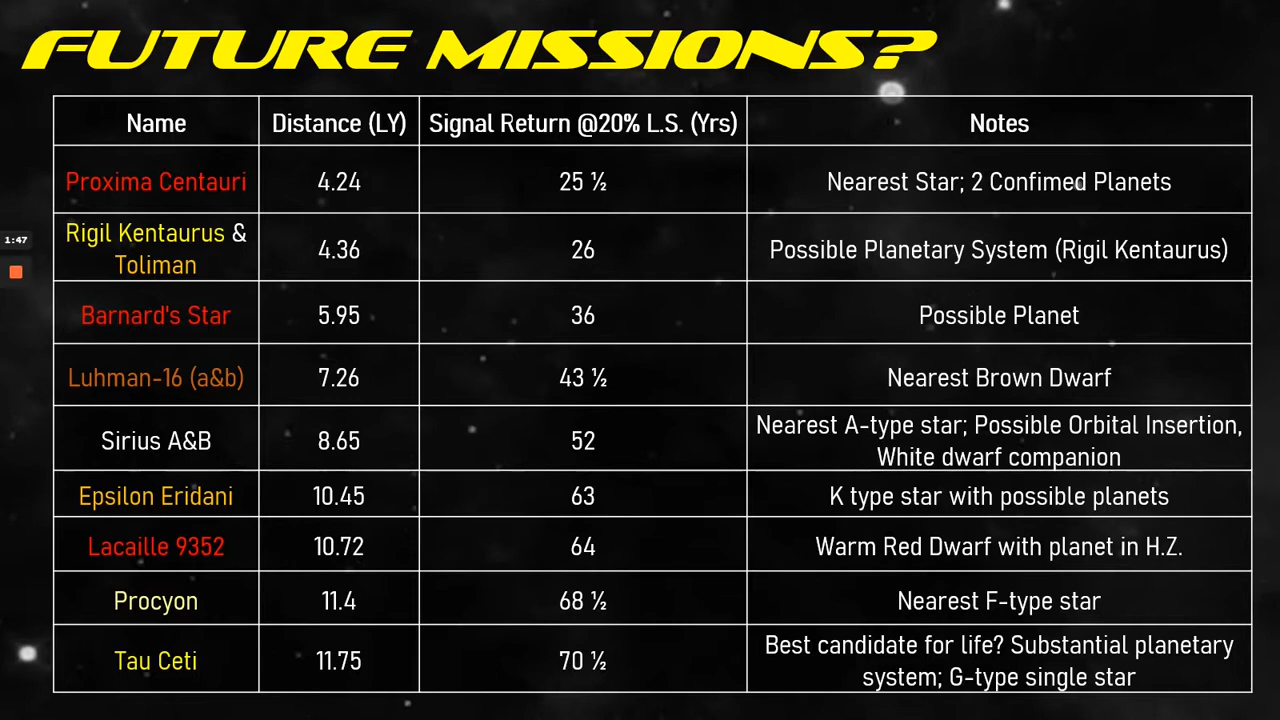 FUTURE MISSIONS?
Name Distance (LY) Signal Return @20% L.S. (Yrs) Notes
Proxima Centauri 4.24 25 ½ Nearest Star; 2 Confimed Planets
Rigil Kentaurus &
Toliman 4.36 26 Possible Planetary System (Rigil Kentaurus)
1:47
Barnard's Star 5.95 36 Possible Planet
Luhman-16 (a&b) 7.26 43 ½ Nearest Brown Dwarf
Sirius A&B 8.65 52 Nearest A-type star; Possible Orbital Insertion,
White dwarf companion
Epsilon Eridani 10.45 63 K type star with possible planets
Lacaille 9352 10.72 64 Warm Red Dwarf with planet in H.Z.
Procyon 11.4 68 ½ Nearest F-type star
Tau Ceti 11.75 70 ½ Best candidate for life? Substantial planetary
system; G-type single star